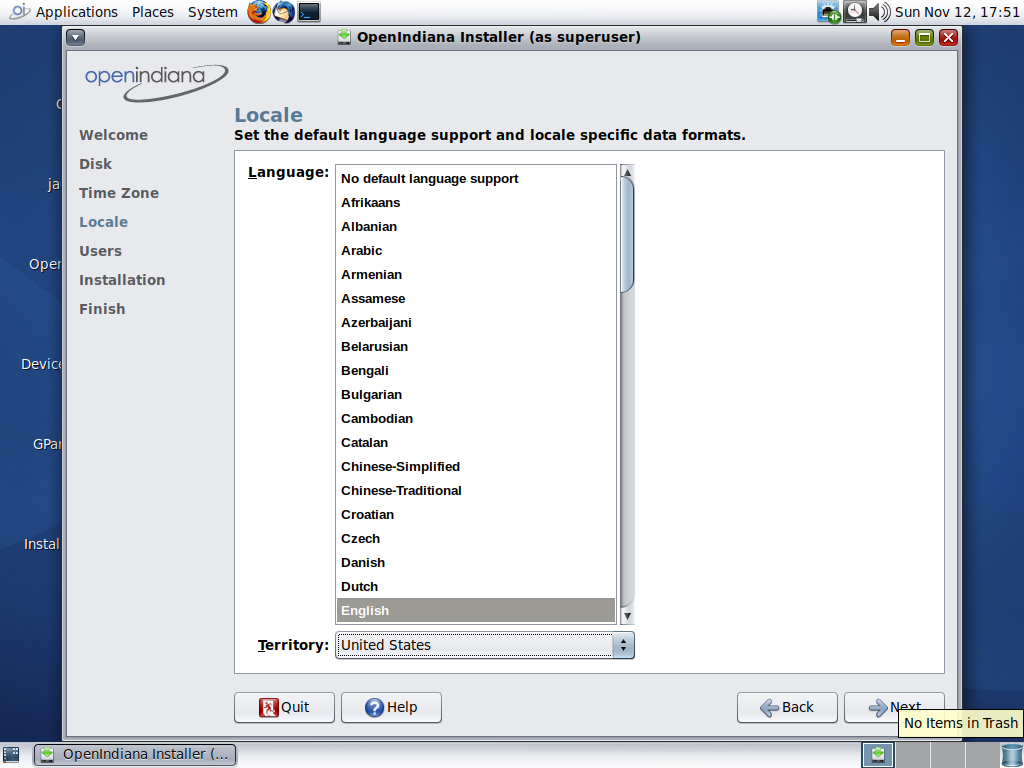 Applications Places System Sun Nov 12, 17:51
OpenIndiana Installer (as superuser)
openindiana
Locale
Set the default language support and locale specific data formats.
Welcome
Disk
Time Zone
Locale
Users
Installation
Finish
Language:
No default language support
Afrikaans
Albanian
Arabic
Armenian
Assamese
Azerbaijani
Belarusian
Bengali
Bulgarian
Cambodian
Catalan
Chinese-Simplified
Chinese-Traditional
Croatian
Czech
Danish
Dutch
English
Territory: United States
ja
Open
Device
GPar
Instal
Quit Help Back Next
No Items in Trash
OpenIndiana Installer (...